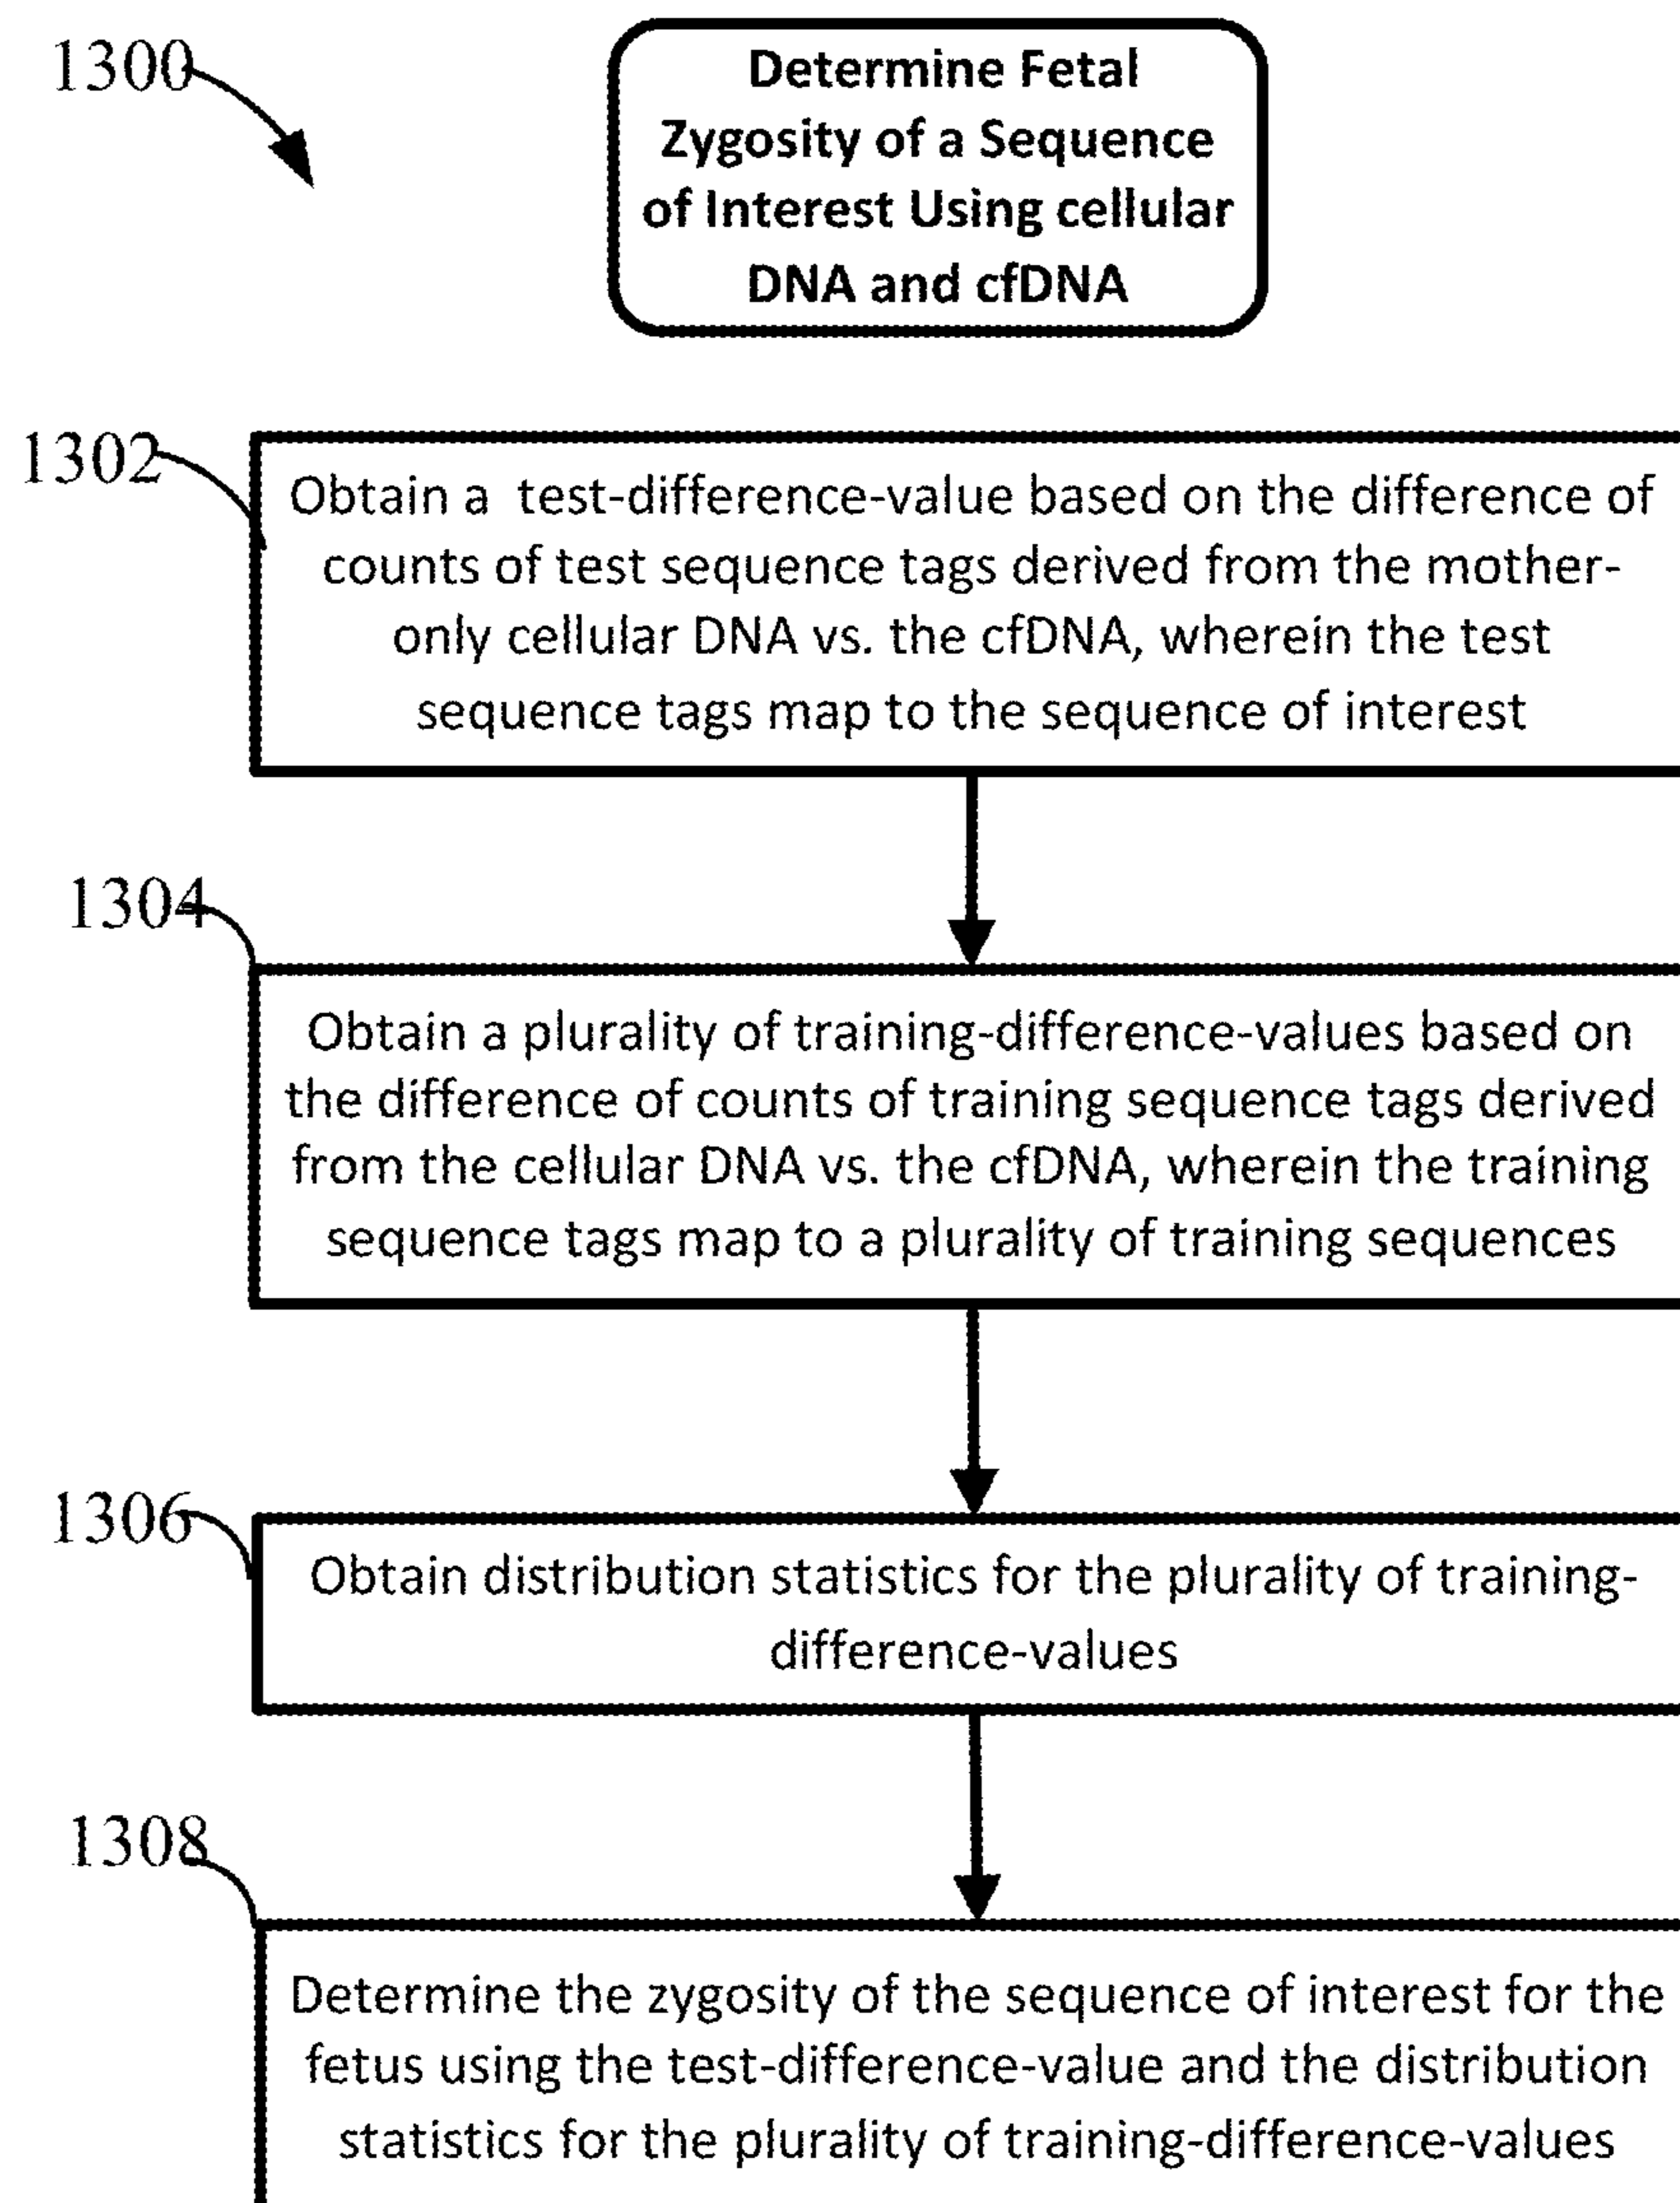 1300
Determine Fetal
Zygosity of a Sequence
of Interest Using cellular
DNA and cfDNA
1302
Obtain a test-difference-value based on the difference of
counts of test sequence tags derived from the mother-
only cellular DNA vs. the cfDNA, wherein the test
sequence tags map to the sequence of interest
1304
Obtain a plurality of training-difference-values based on
the difference of counts of training sequence tags derived
from the cellular DNA vs. the cfDNA, wherein the training
sequence tags map to a plurality of training sequences
1306
Obtain distribution statistics for the plurality of training-
difference-values
1308
Determine the zygosity of the sequence of interest for the
fetus using the test-difference-value and the distribution
statistics for the plurality of training-difference-values